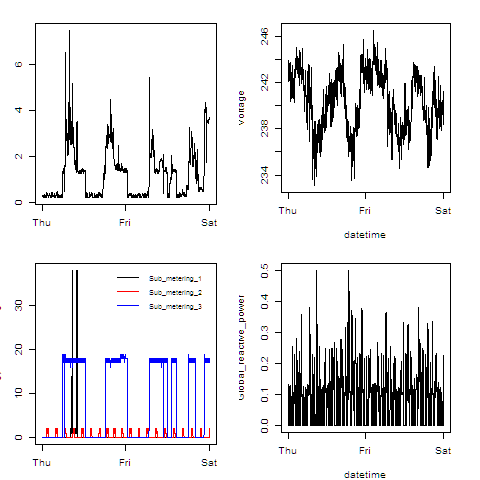 6
4
2
0
Thu Fri Sat
246
242
238
234
Voltage
Thu Fri Sat
datetime
30
20
10
0
Sub_metering_1
Sub_metering_2
Sub_metering_3
Thu Fri Sat
0.5
0.4
0.3
0.2
0.1
0.0
Global_reactive_power
Thu Fri Sat
datetime